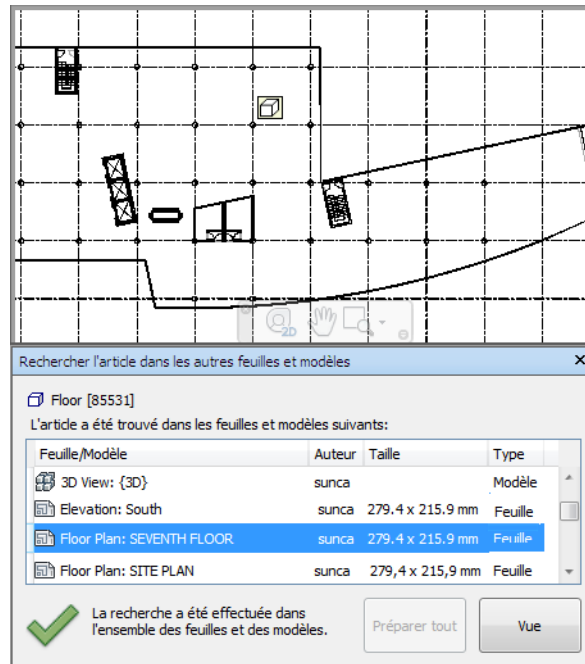 2D
Rechercher l'article dans les autres feuilles et modèles
Floor [85531]
L'article a été trouvé dans les feuilles et modèles suivants:
Feuille/Modèle Auteur Taille Type
3D View: {3D} sunca Modèle
Elevation: South sunca 279.4 x 215.9 mm Feuille
Floor Plan: SEVENTH FLOOR sunca 279.4 x 215.9 mm Feuille
Floor Plan: SITE PLAN sunca 279,4 x 215,9 mm Feuille
La recherche a été effectuée dans
l'ensemble des feuilles et des modèles.
Préparer tout
Vue